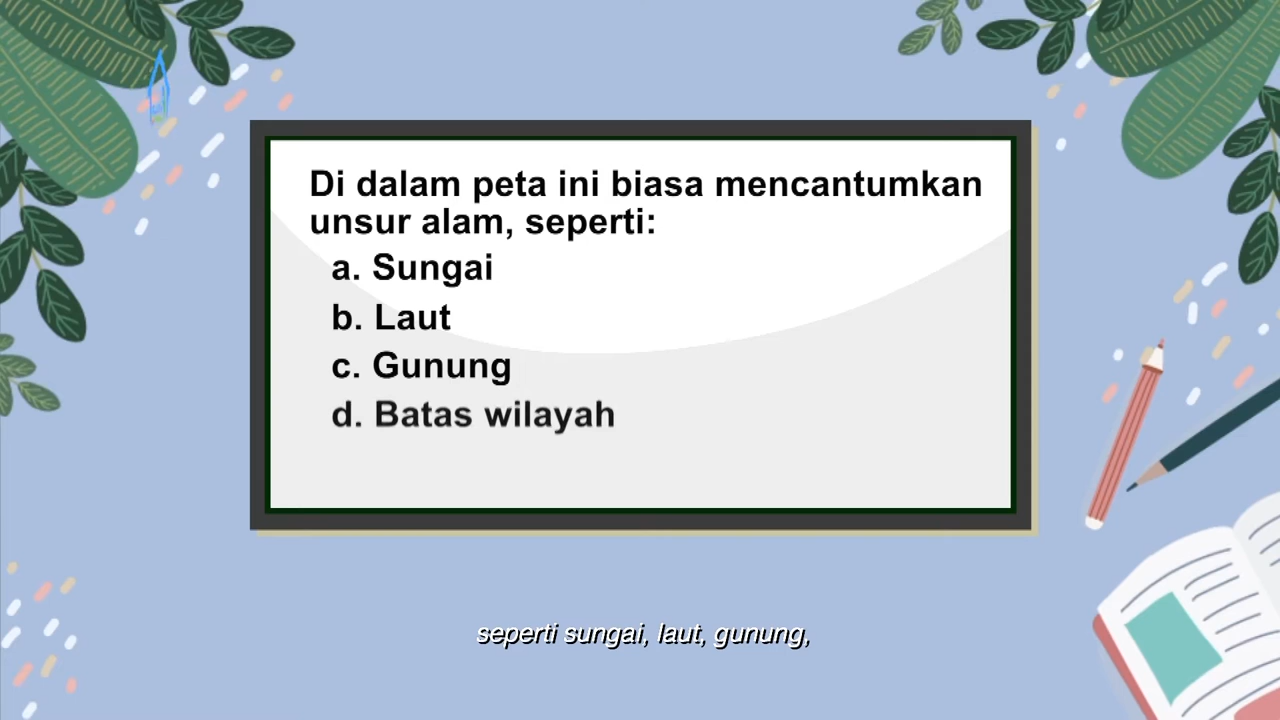 Di dalam peta ini biasa mencantumkan
unsur alam, seperti:
a. Sungai
b. Laut
c. Gunung
d. Batas wilayah
seperti sungai, laut, gunung,